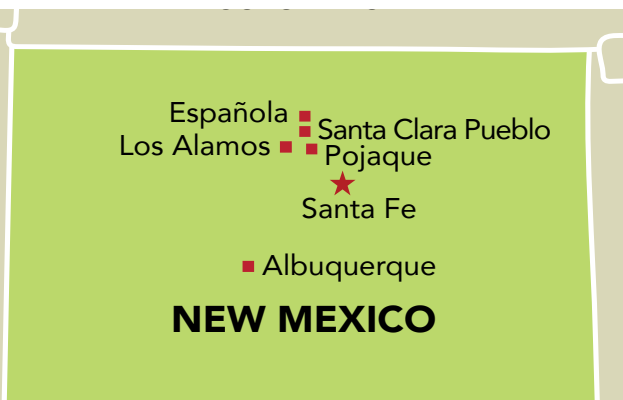 Española
Santa Clara Pueblo
Los Alamos
Pojaque
Santa Fe
Albuquerque
NEW MEXICO